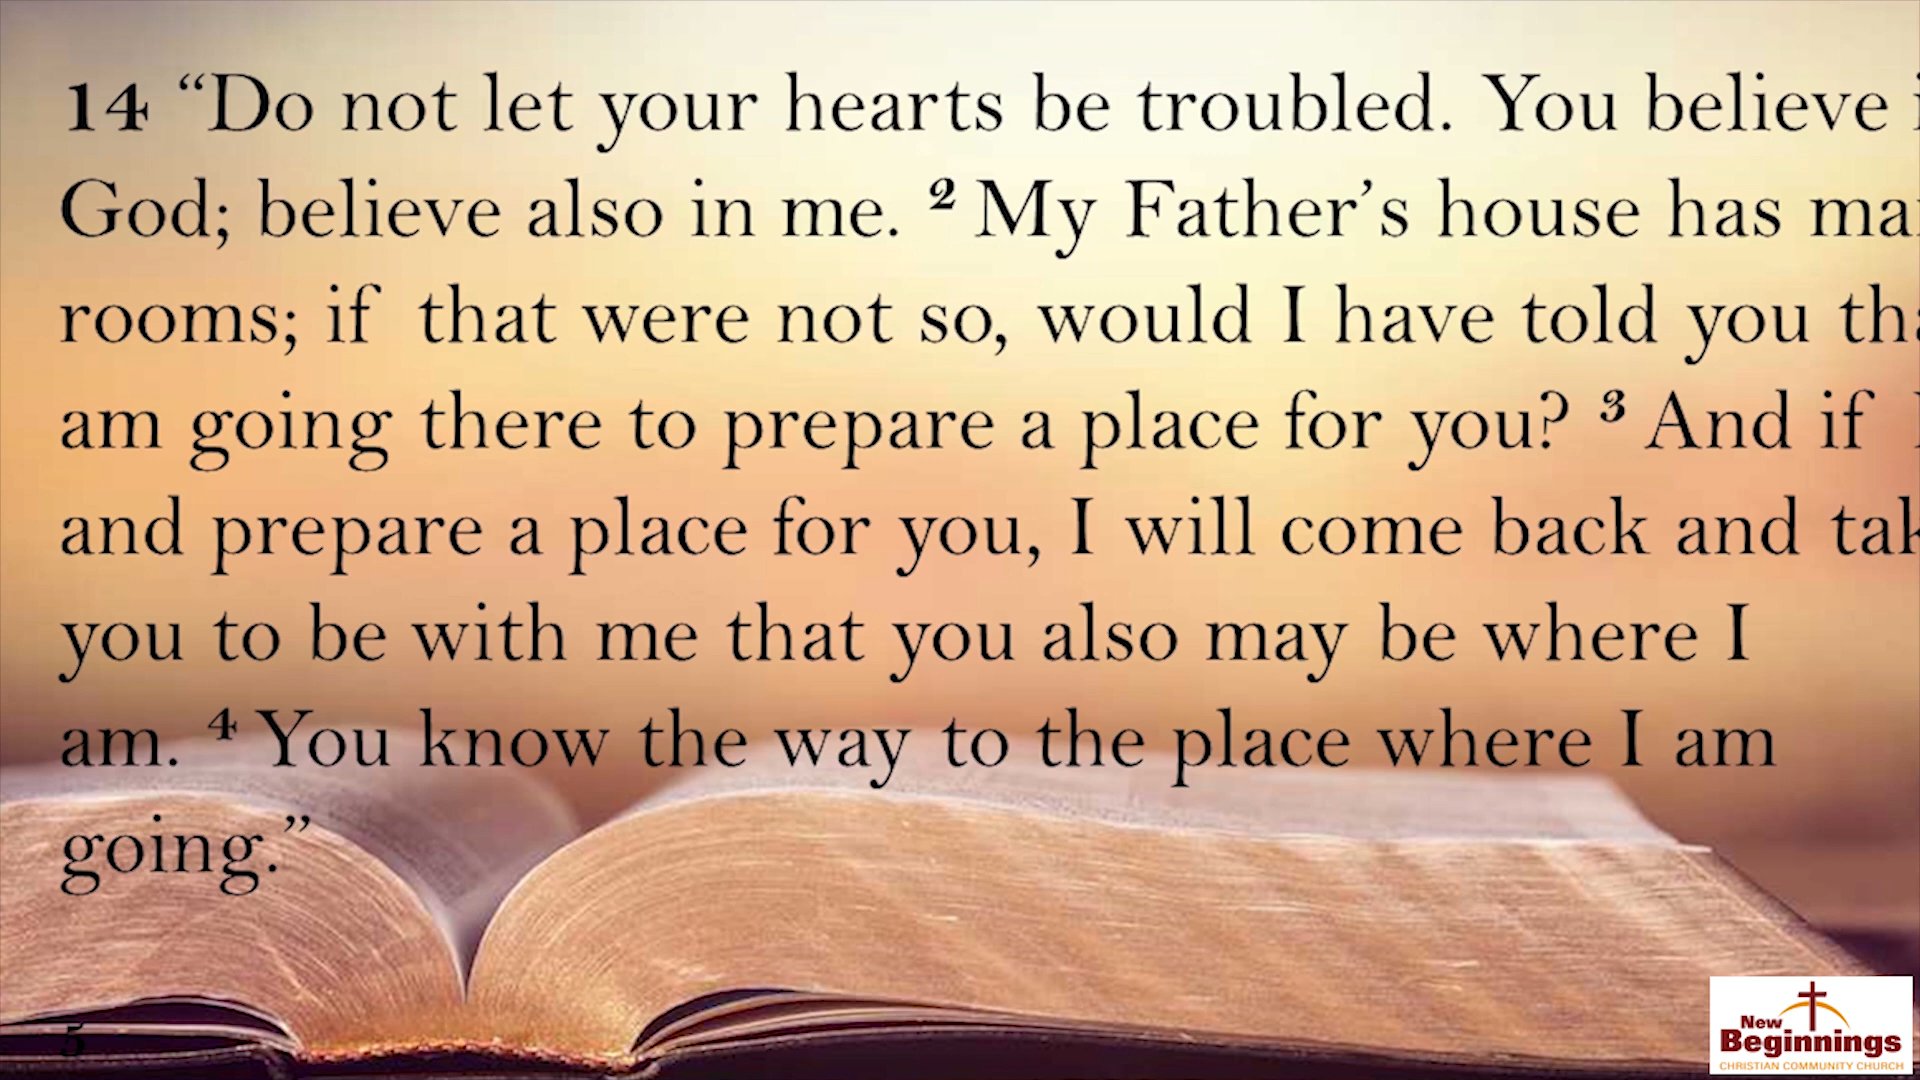 14 “Do not let your hearts be troubled. You believe
God; believe also in me. 2 My Father’s house has
rooms; if that were not so, would I have told you
am going there to prepare a place for you? 3 And if
and prepare a place for you, I will come back and
you to be with me that you also may be where I
am. 4 You know the way to the place where I am
going.”
5
New
Beginnings
CHRISTIAN COMMUNITY CHURCH